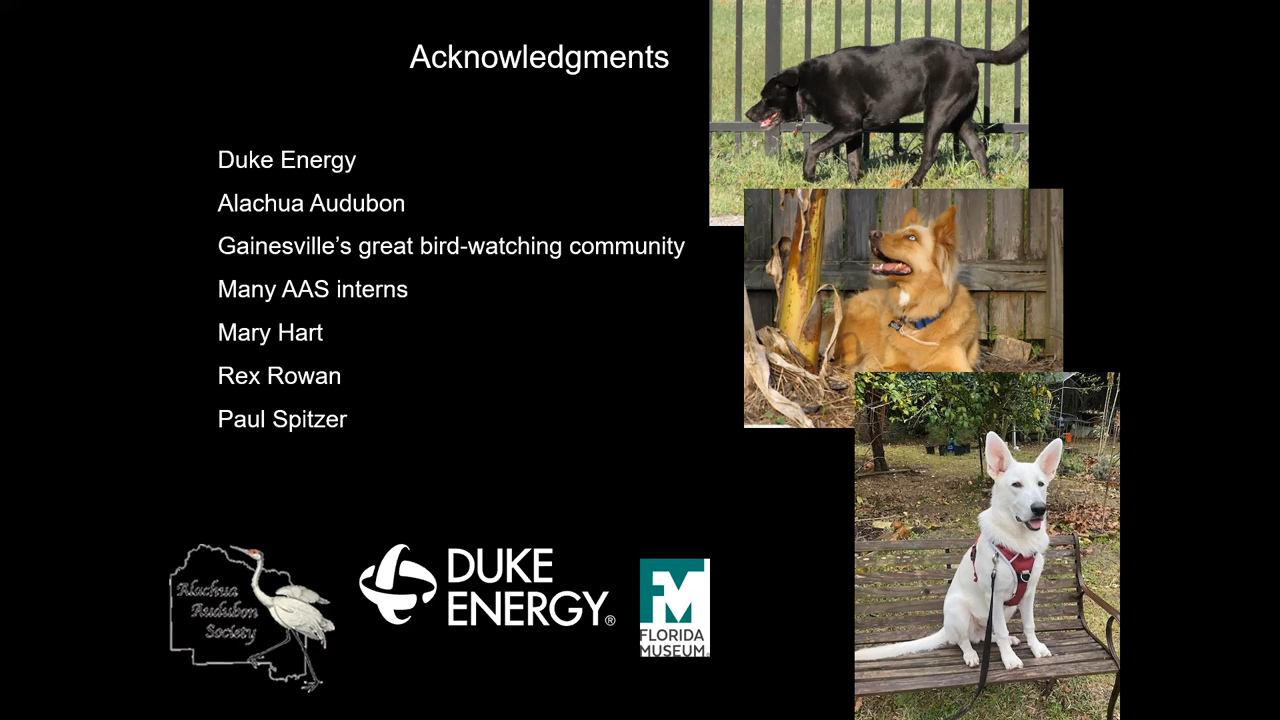 Acknowledgments
Duke Energy
Alachua Audubon
Gainesville’s great bird-watching community
Many AAS interns
Mary Hart
Rex Rowan
Paul Spitzer
Alachua
Audubon
Society
DUKE
ENERGY®
FM
FLORIDA
MUSEUM